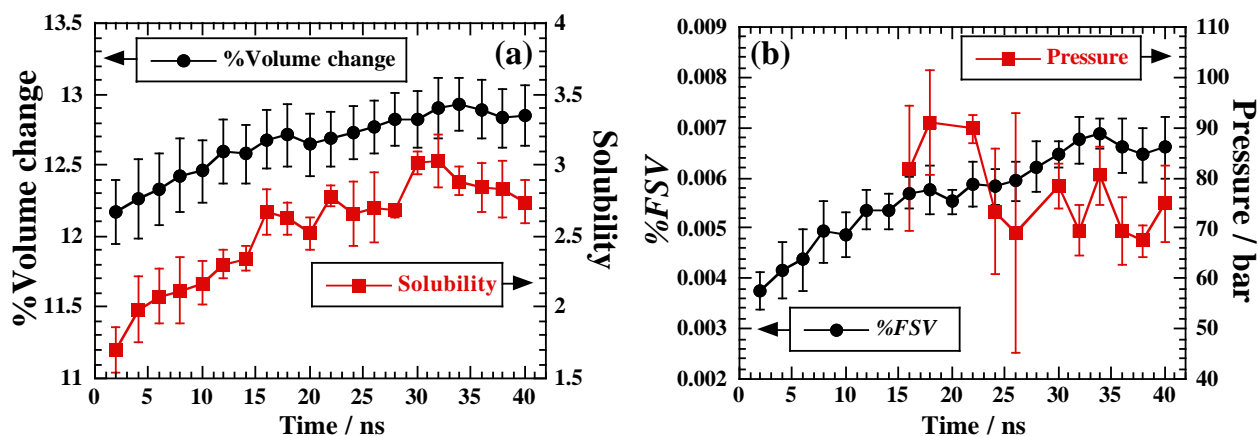 13.5
13
12.5
12
11.5
11
%Volume change
(a)
%Volume change
Solubility
4
3.5
3
2.5
2
1.5
Solubility
0 5 10 15 20 25 30 35 40
Time / ns
0.009
0.008
0.007
0.006
0.005
0.004
0.003
0.002
%FSV
(b)
Pressure
%FSV
110
100
90
80
70
60
50
40
Pressure / bar
0 5 10 15 20 25 30 35 40
Time / ns